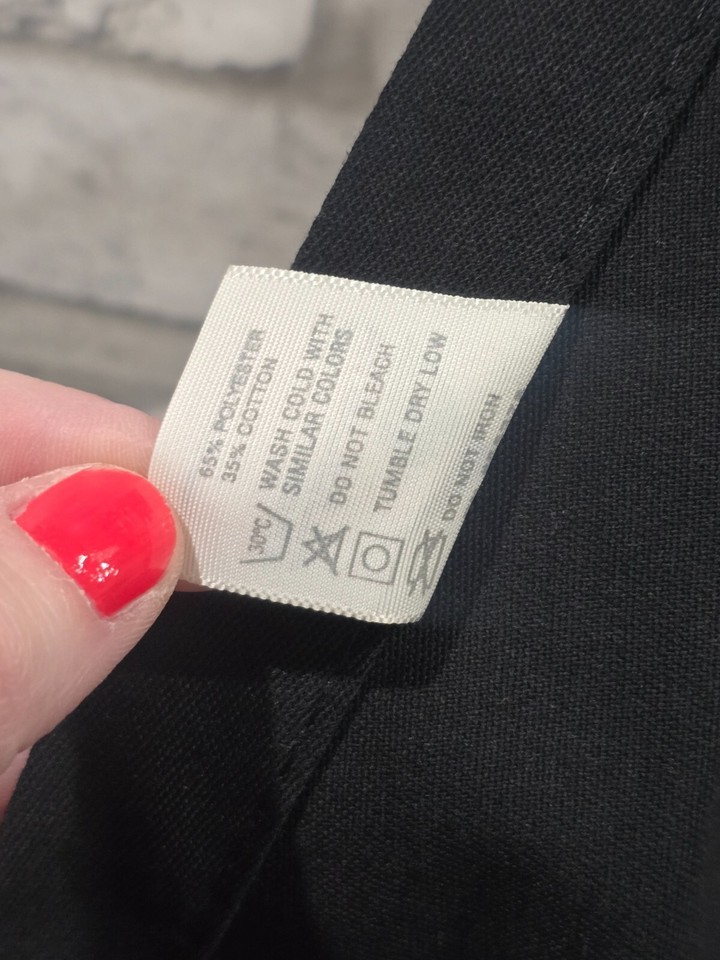 65% POLYESTER
35% COTTON
WASH COLD WITH
SIMILAR COLORS
30°C
DO NOT BLEACH
TUMBLE DRY LOW
DO NOT IRON